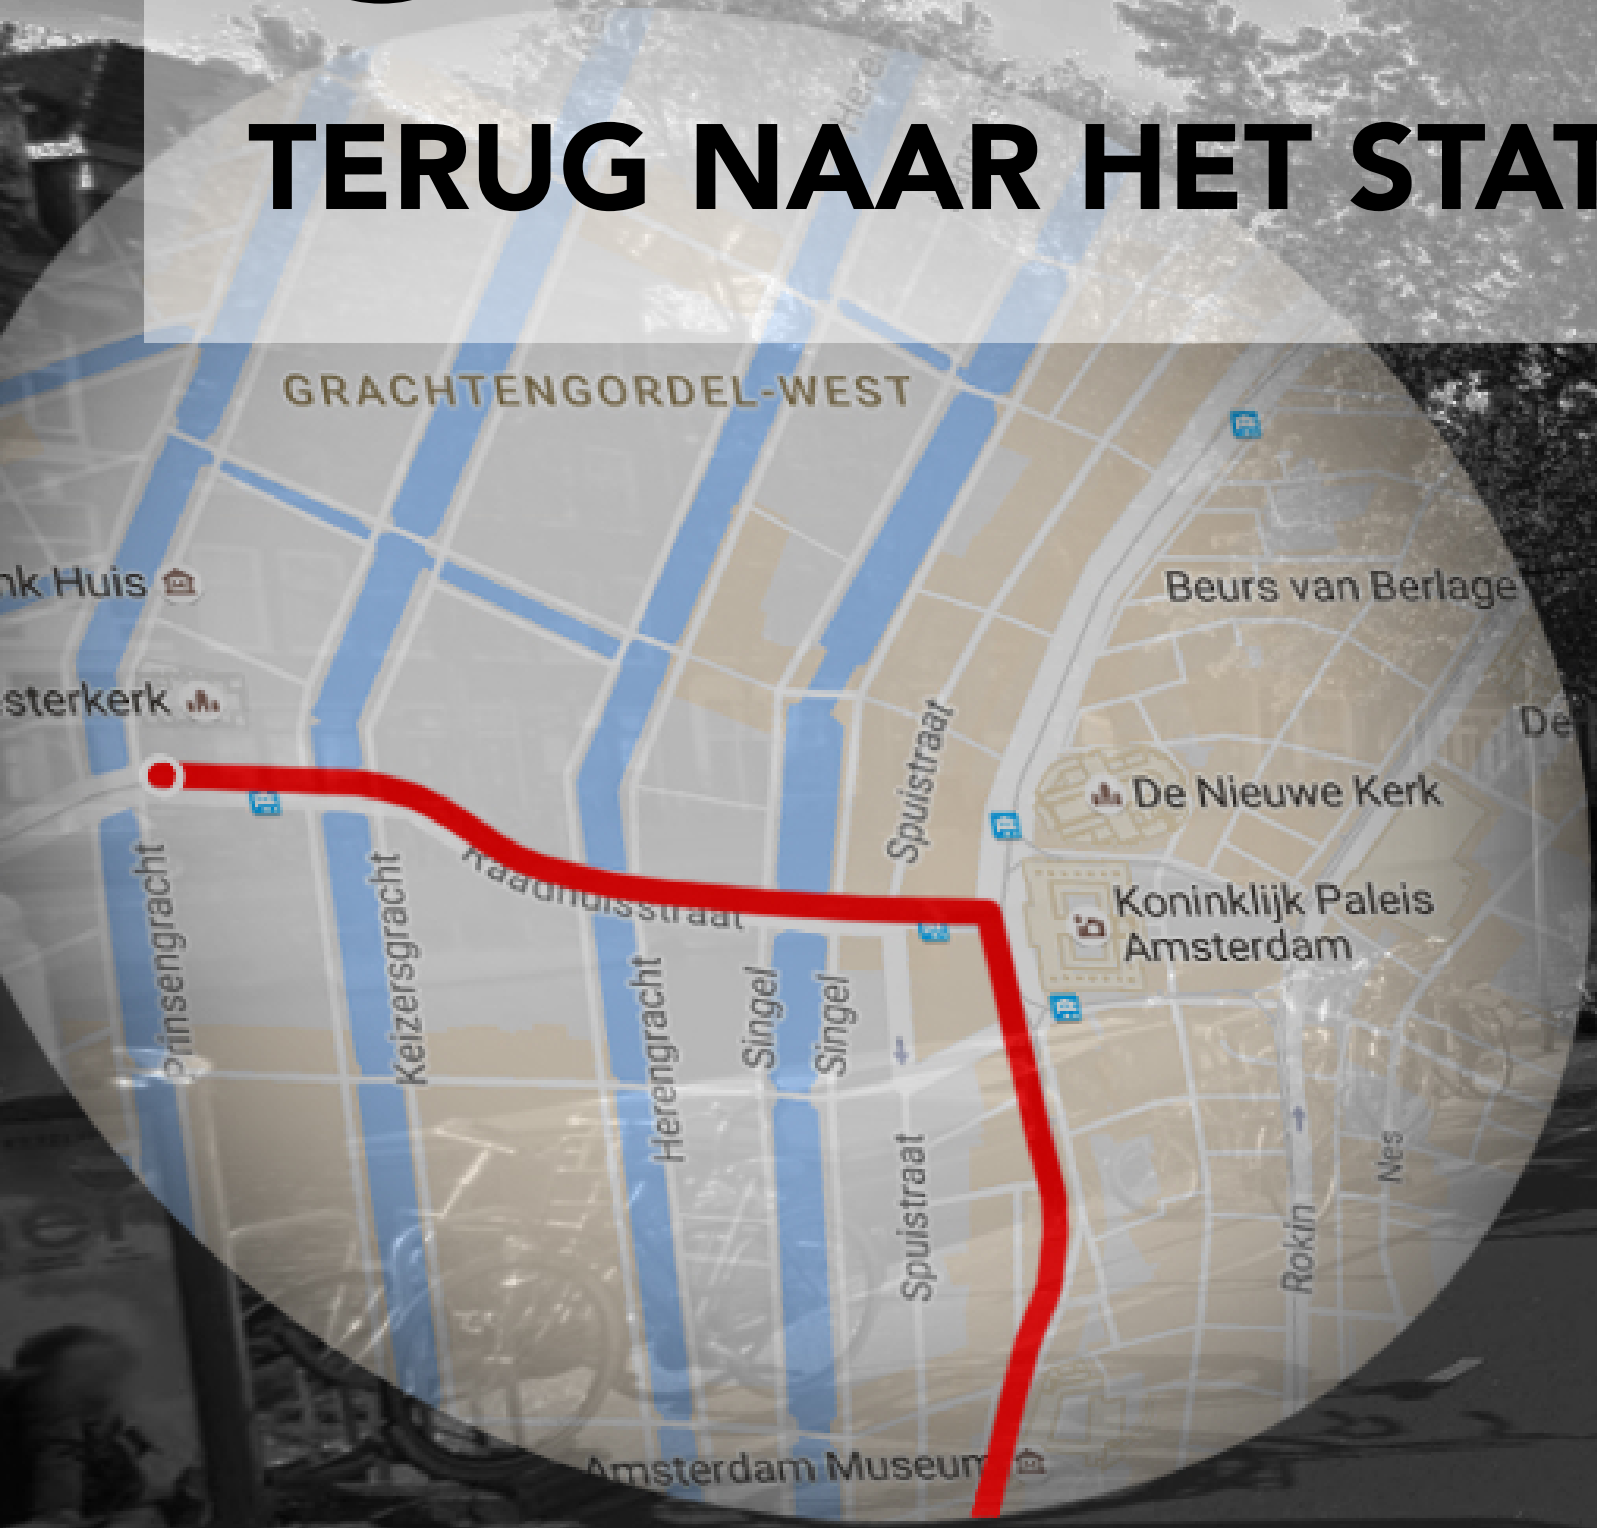 TERUG NAAR HET STAT
GRACHTENGORDEL-WEST
nk Huis
Beurs van Berlage
sterkerk
De
Spuistraat
De Nieuwe Kerk
Raadhuisstraat
Koninklijk Paleis
Amsterdam
Prinsengracht
Keizersgracht
Herengracht
Singel
Singel
Spuistraat
Nes
Rokin
Amsterdam Museum